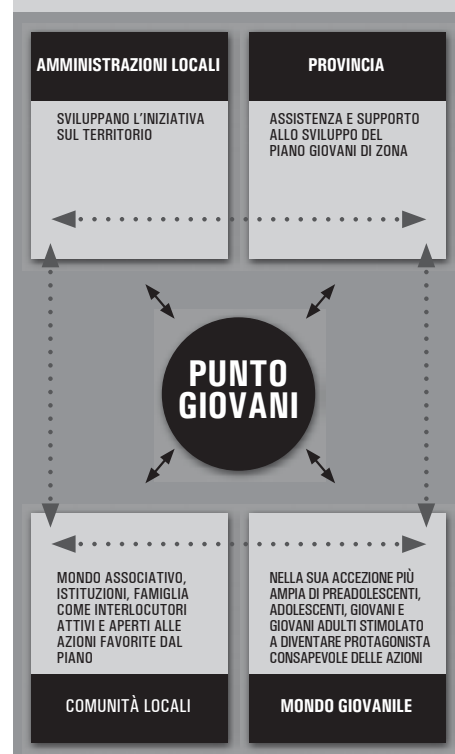 AMMINISTRAZIONI LOCALI
SVILUPPANO L'INIZIATIVA
SUL TERRITORIO
PROVINCIA
ASSISTENZA E SUPPORTO
ALLO SVILUPPO DEL
PIANO GIOVANI DI ZONA
PUNTO
GIOVANI
MONDO ASSOCIATIVO,
ISTITUZIONI, FAMIGLIA
COME INTERLOCUTORI
ATTIVI E APERTI ALLE
AZIONI FAVORITE DAL
PIANO
COMUNITÀ LOCALI
NELLA SUA ACCEZIONE PIÙ
AMPIA DI PREADOLESCENTI,
ADOLESCENTI, GIOVANI E
GIOVANI ADULTI STIMOLATO
A DIVENTARE PROTAGONISTA
CONSAPEVOLE DELLE AZIONI
MONDO GIOVANILE